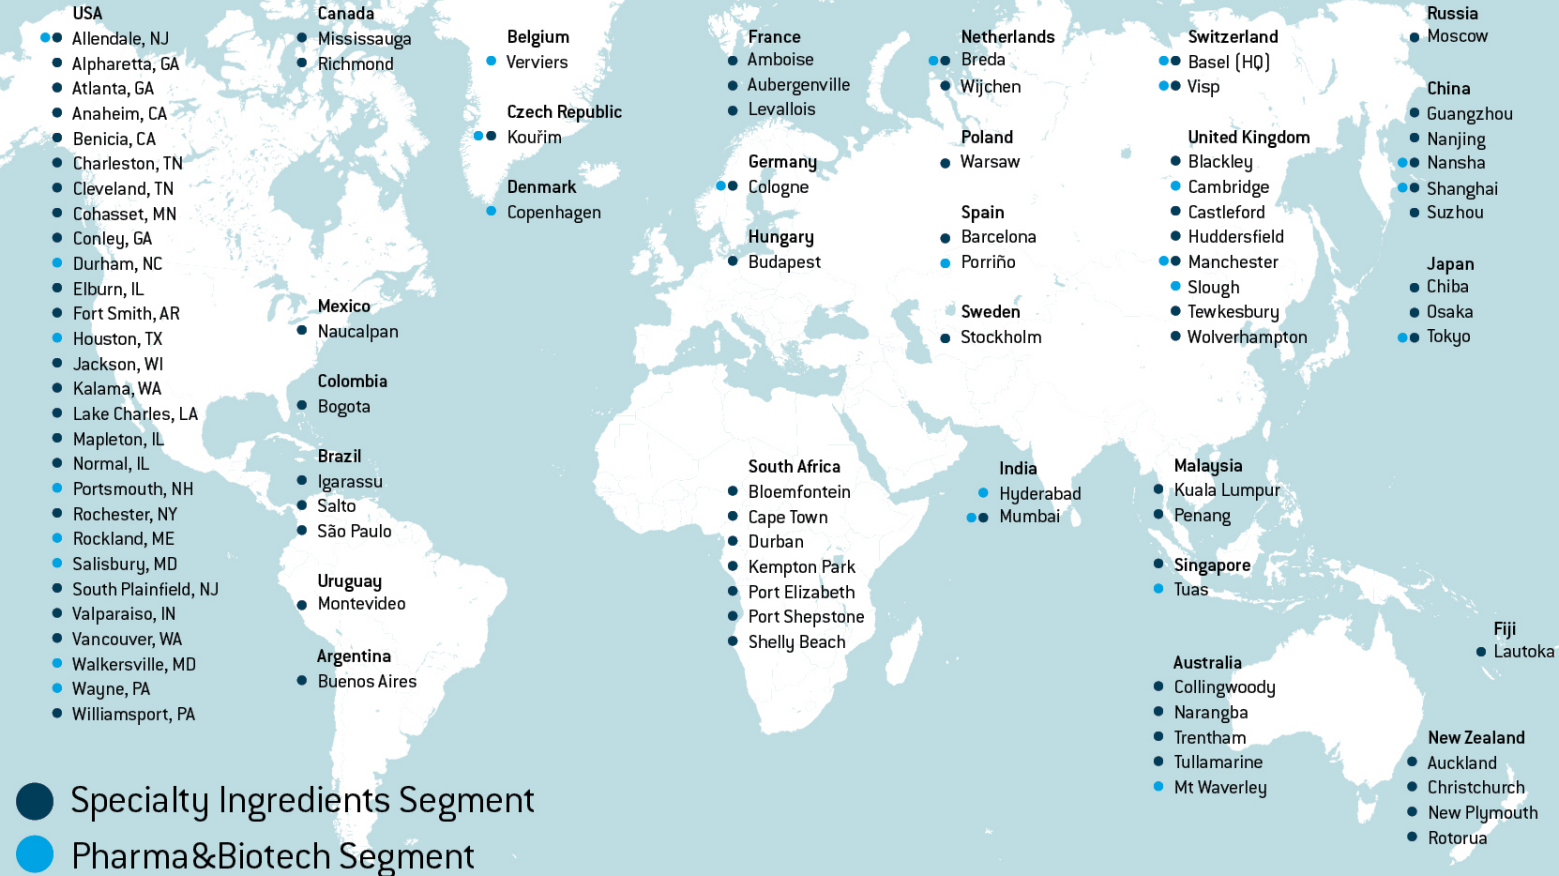 USA
Allendale, NJ
Alpharetta, GA
Atlanta, GA
Anaheim, CA
Benicia, CA
Charleston, TN
Cleveland, TN
Cohasset, MN
Conley, GA
Durham, NC
Elburn, IL
Fort Smith, AR
Houston, TX
Jackson, WI
Kalama, WA
Lake Charles, LA
Mapleton, IL
Normal, IL
Portsmouth, NH
Rochester, NY
Rockland, ME
Salisbury, MD
South Plainfield, NJ
Valparaiso, IN
Vancouver, WA
Walkersville, MD
Wayne, PA
Williamsport, PA
Canada
Mississauga
Richmond
Mexico
Naucalpan
Colombia
Bogota
Brazil
Igarassu
Salto
São Paulo
Uruguay
Montevideo
Argentina
Buenos Aires
Belgium
Verviers
Czech Republic
Kouřim
Denmark
Copenhagen
France
Amboise
Aubergenville
Levallois
Germany
Cologne
Hungary
Budapest
South Africa
Bloemfontein
Cape Town
Durban
Kempton Park
Port Elizabeth
Port Shepstone
Shelly Beach
Netherlands
Breda
Wijchen
Poland
Warsaw
Spain
Barcelona
Porriño
Sweden
Stockholm
India
Hyderabad
Mumbai
Switzerland
Basel (HQ)
Visp
United Kingdom
Blackley
Cambridge
Castleford
Huddersfield
Manchester
Slough
Tewkesbury
Wolverhampton
Malaysia
Kuala Lumpur
Penang
Singapore
Tuas
Australia
Collingwoody
Narangba
Trentham
Tullamarine
Mt Waverley
Russia
Moscow
China
Guangzhou
Nanjing
Nansha
Shanghai
Suzhou
Japan
Chiba
Osaka
Tokyo
Fiji
Lautoka
New Zealand
Auckland
Christchurch
New Plymouth
Rotorua
Specialty Ingredients Segment
Pharma&Biotech Segment